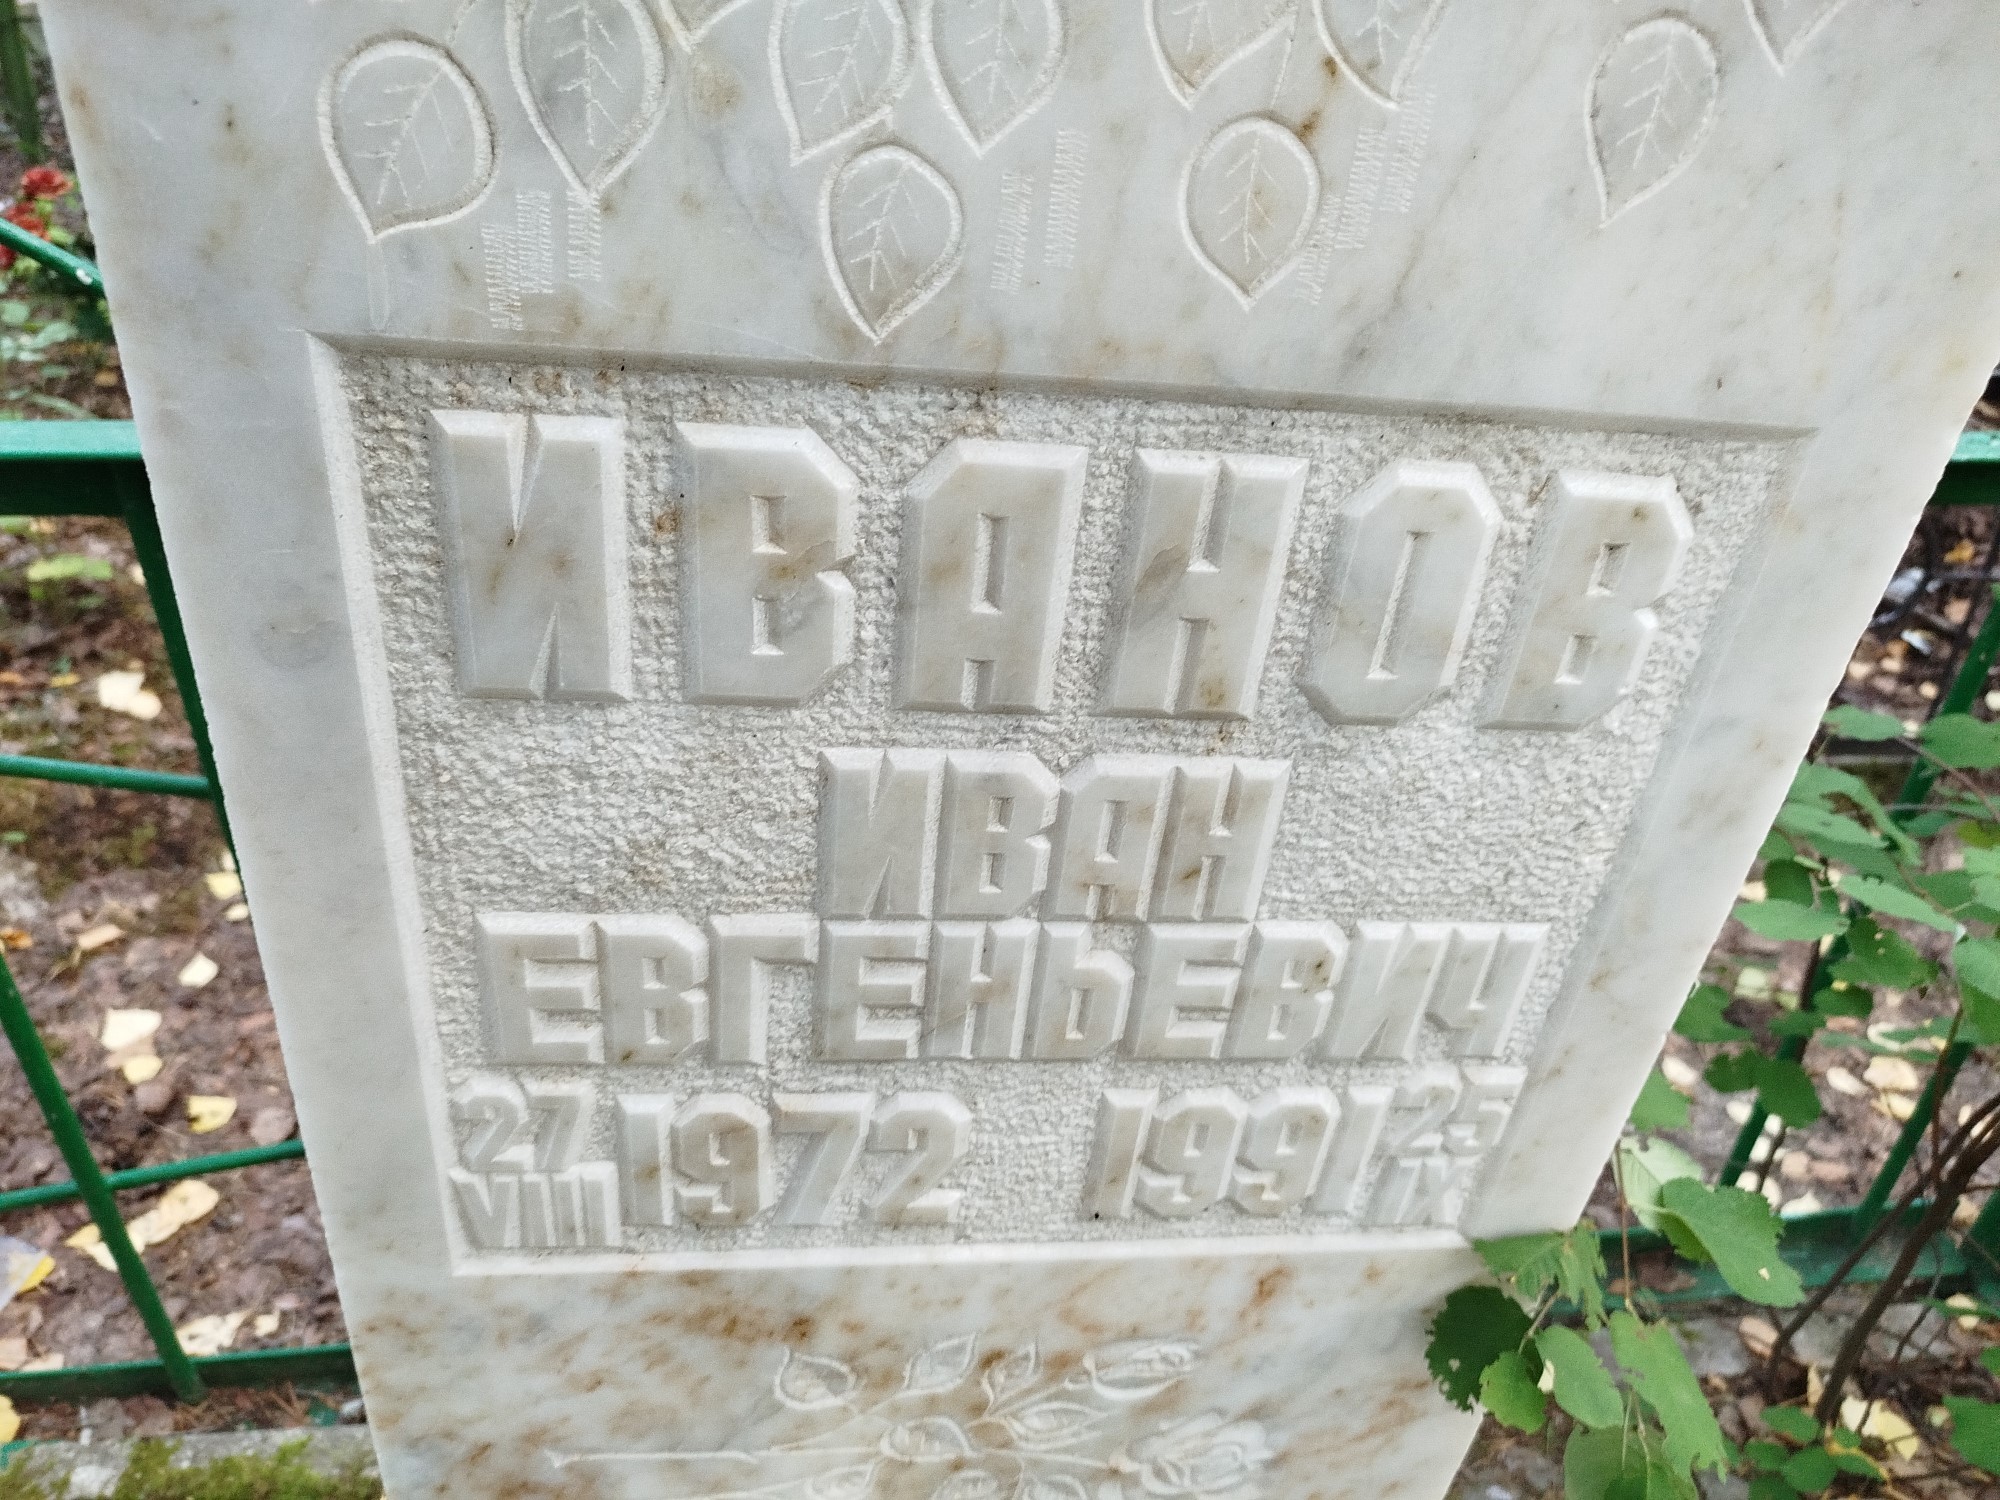 ИВАНОВ
ИВАН
ЕВГЕНЬЕВИЧ
27 VIII 1972 1991 25 IX